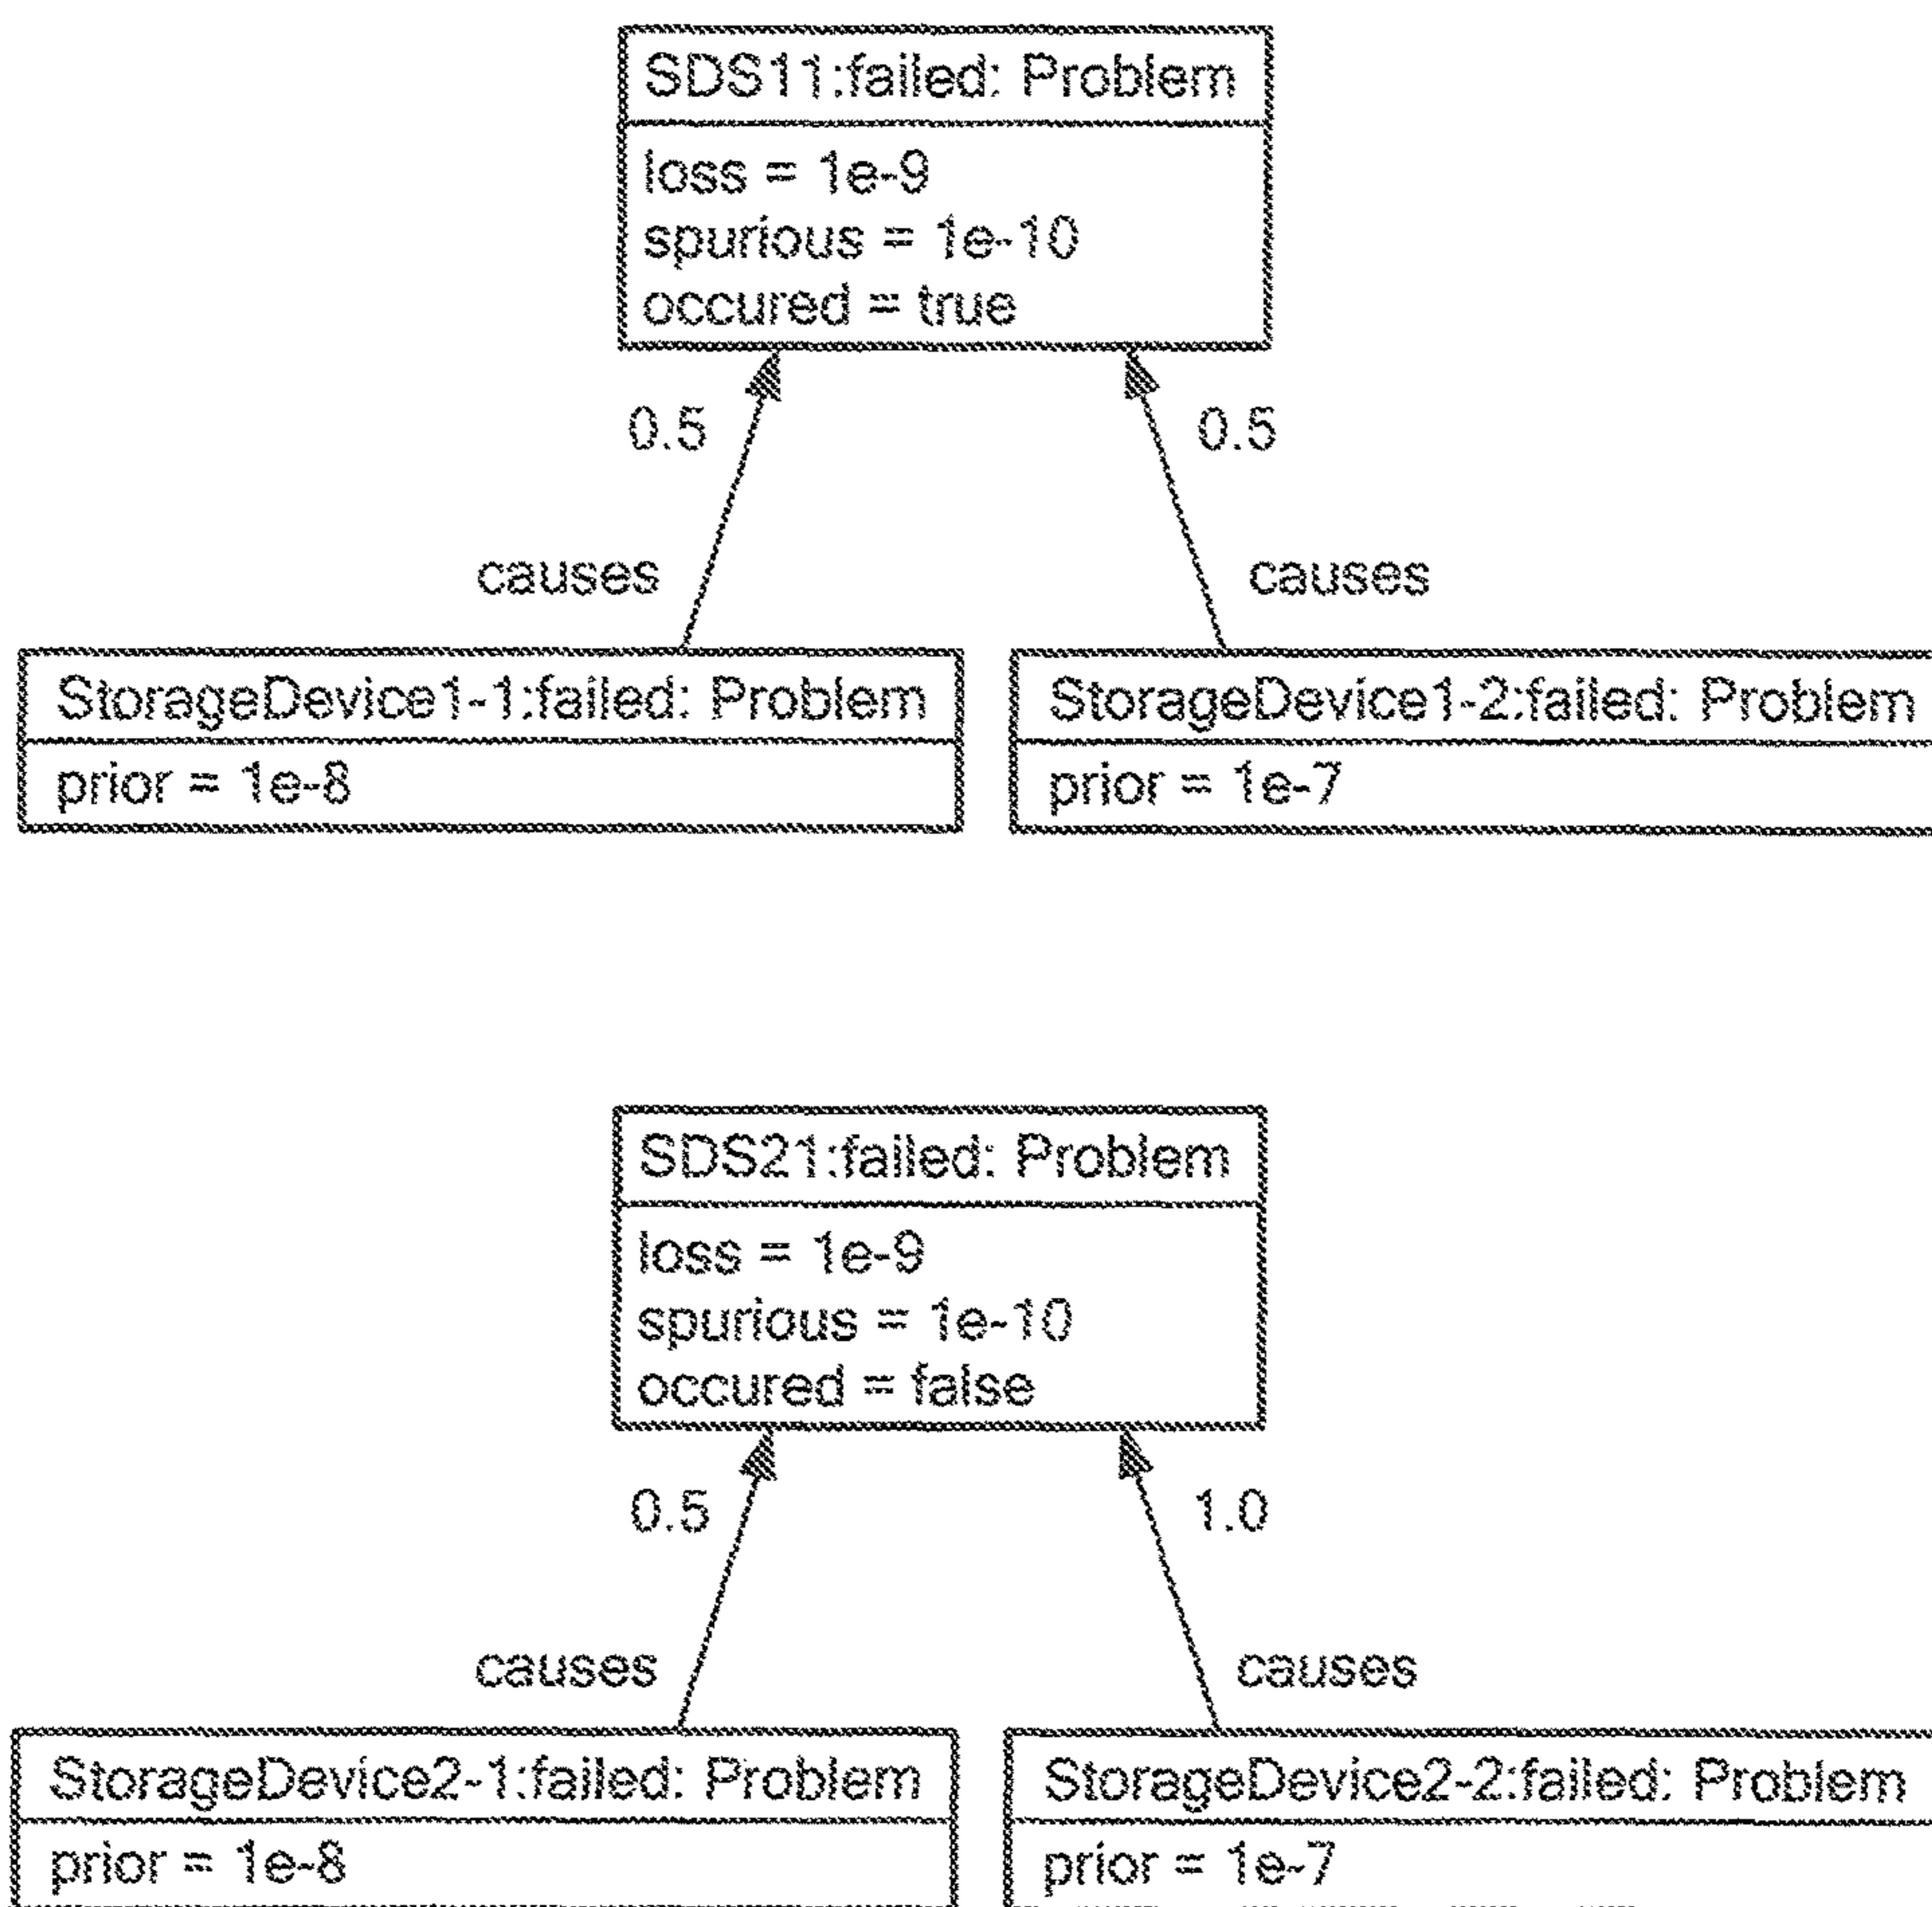 SDS11:failed: Problem
loss = 1e-9
spurious = 1e-10
occured = true
0.5
0.5
causes
causes
StorageDevice1-1:failed: Problem
StorageDevice1-2:failed: Problem
prior = 1e-8
prior = 1e-7
SDS21:failed: Problem
loss = 1e-9
spurious = 1e-10
occured = false
0.5
1.0
causes
causes
StorageDevice2-1:failed: Problem
StorageDevice2-2:failed: Problem
prior = 1e-8
prior = 1e-7